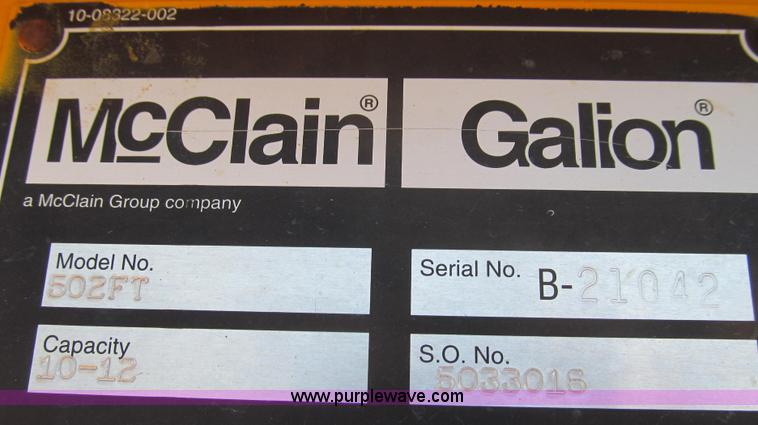 10-08322-002
McClain® Galion®
a McClain Group company
Model No. Serial No. B-21042
502FT
Capacity S.O. No.
10-12 5033016
www.purplewave.com